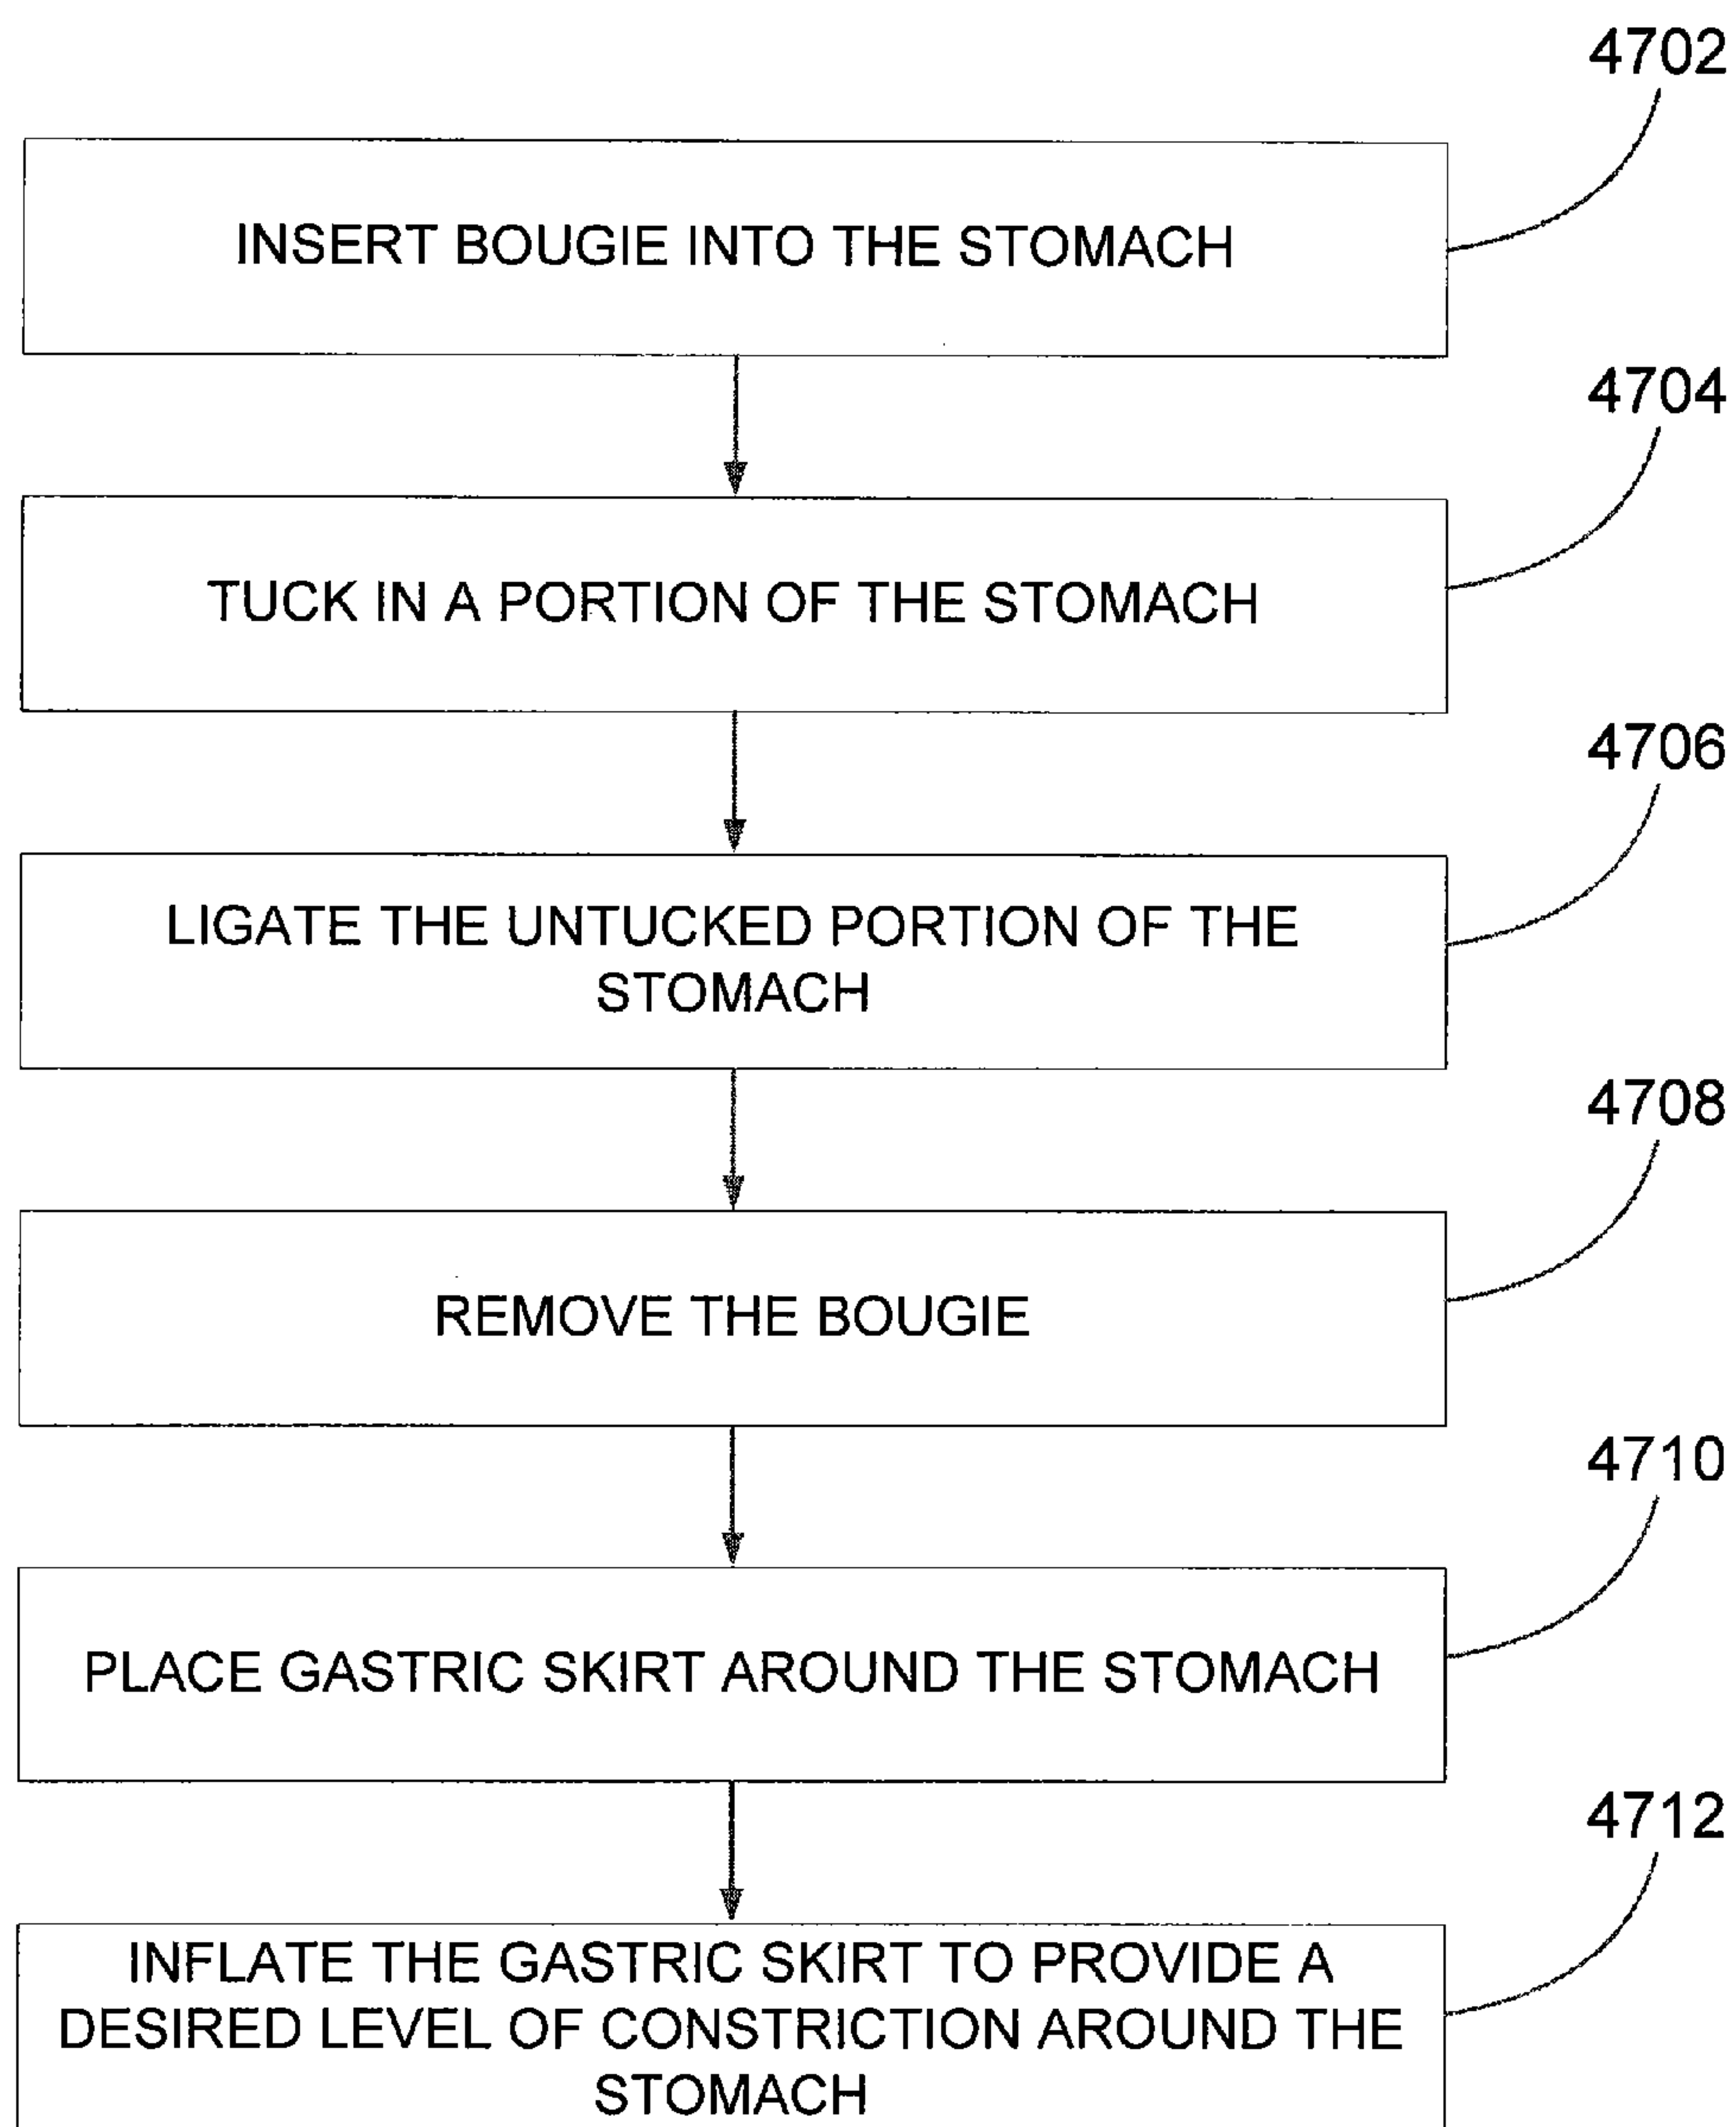 4702
INSERT BOUGIE INTO THE STOMACH
4704
TUCK IN A PORTION OF THE STOMACH
4706
LIGATE THE UNTUCKED PORTION OF THE
STOMACH
4708
REMOVE THE BOUGIE
4710
PLACE GASTRIC SKIRT AROUND THE STOMACH
4712
INFLATE THE GASTRIC SKIRT TO PROVIDE A
DESIRED LEVEL OF CONSTRICTION AROUND THE
STOMACH